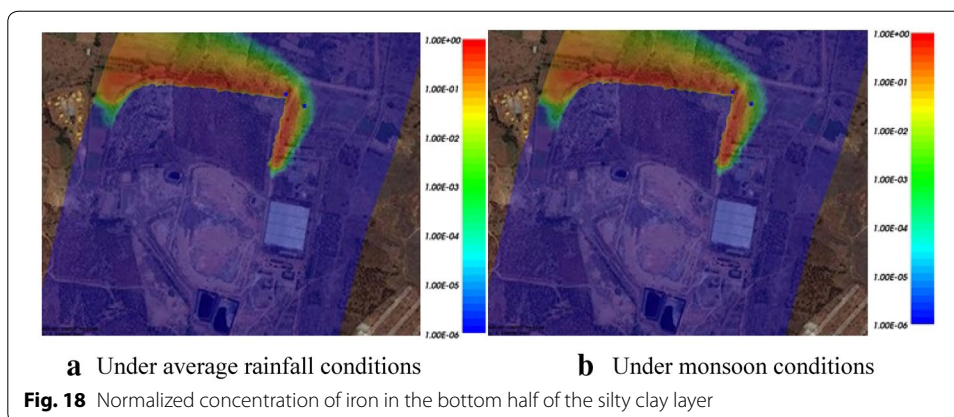 1.00E+00
1.00E-01
1.00E-02
1.00E-03
1.00E-04
1.00E-05
1.00E-06
1.00E+00
1.00E-01
1.00E-02
1.00E-03
1.00E-04
1.00E-05
1.00E-06
a Under average rainfall conditions
b Under monsoon conditions
Fig. 18 Normalized concentration of iron in the bottom half of the silty clay layer